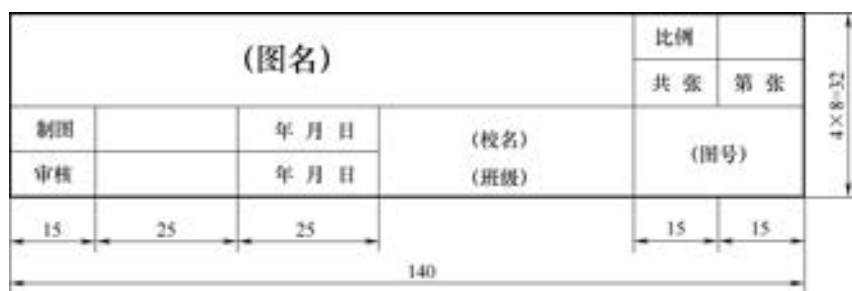 (图名)
比例
共 张 第 张
制图 年 月 日
(校名)
(图号)
审核 年 月 日
(班级)
4×8=32
15 25 25 15 15
140